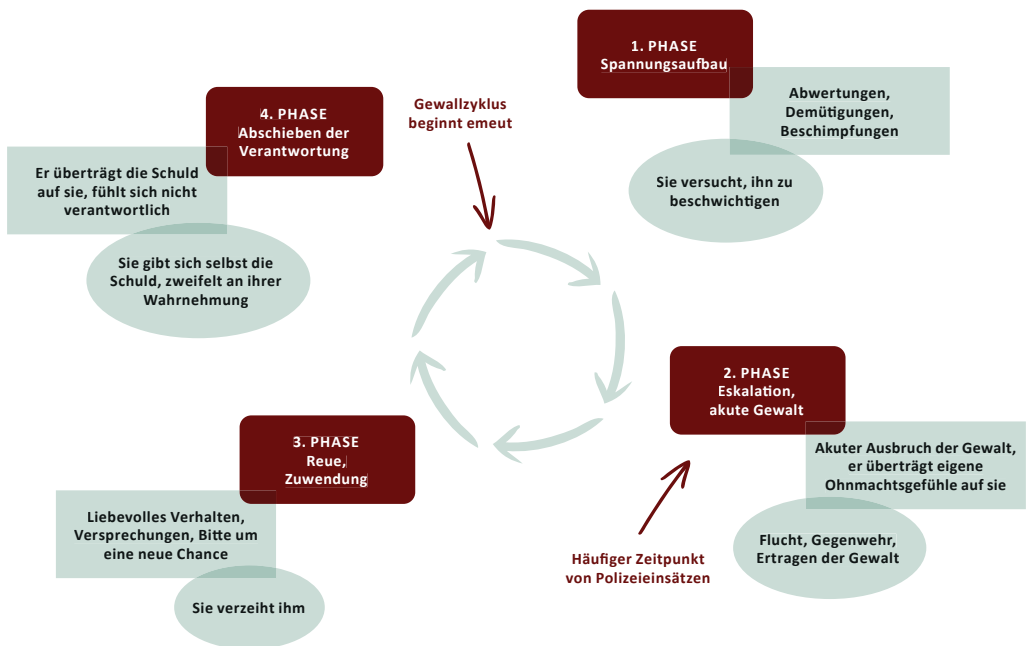 1. PHASE
Spannungsaufbau
Abwertungen,
Demütigungen,
Beschimpfungen
Sie versucht, ihn zu
beschwichtigen
2. PHASE
Eskalation,
akute Gewalt
Akuter Ausbruch der Gewalt,
er überträgt eigene
Ohnmachtsgefühle auf sie
Flucht, Gegenwehr,
Ertragen der Gewalt
Häufiger Zeitpunkt
von Polizeieinsätzen
3. PHASE
Reue,
Zuwendung
Liebevolles Verhalten,
Versprechungen, Bitte um
eine neue Chance
Sie verzeiht ihm
4. PHASE
Abschieben der
Verantwortung
Er überträgt die Schuld
auf sie, fühlt sich nicht
verantwortlich
Sie gibt sich selbst die
Schuld, zweifelt an ihrer
Wahrnehmung
Gewallzyklus
beginnt emeut